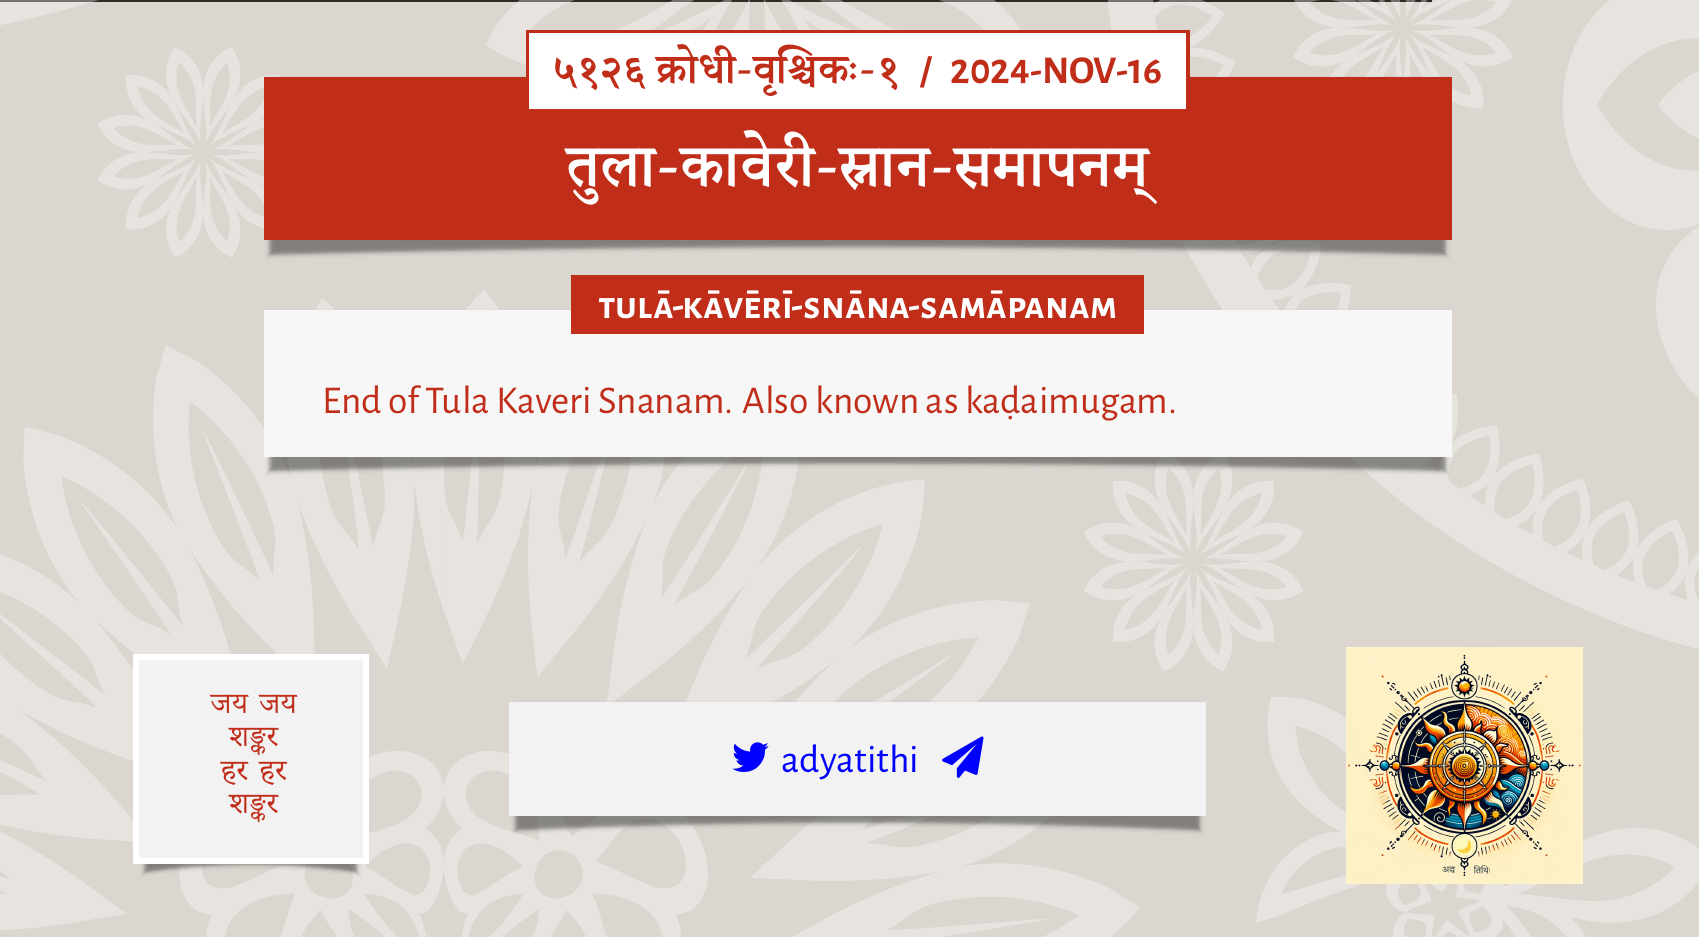 ५१२६ क्रोधी-वृश्चिकः-१ / 2024-NOV-16
तुला-कावेरी-स्नान-समापनम्
TULĀ-KĀVĒRĪ-SNĀNA-SAMĀPANAM
End of Tula Kaveri Snanam. Also known as kaḍaimugam.
जय जय
शङ्कर
हर हर
शङ्कर
adyatithi
अद्य तिथिः